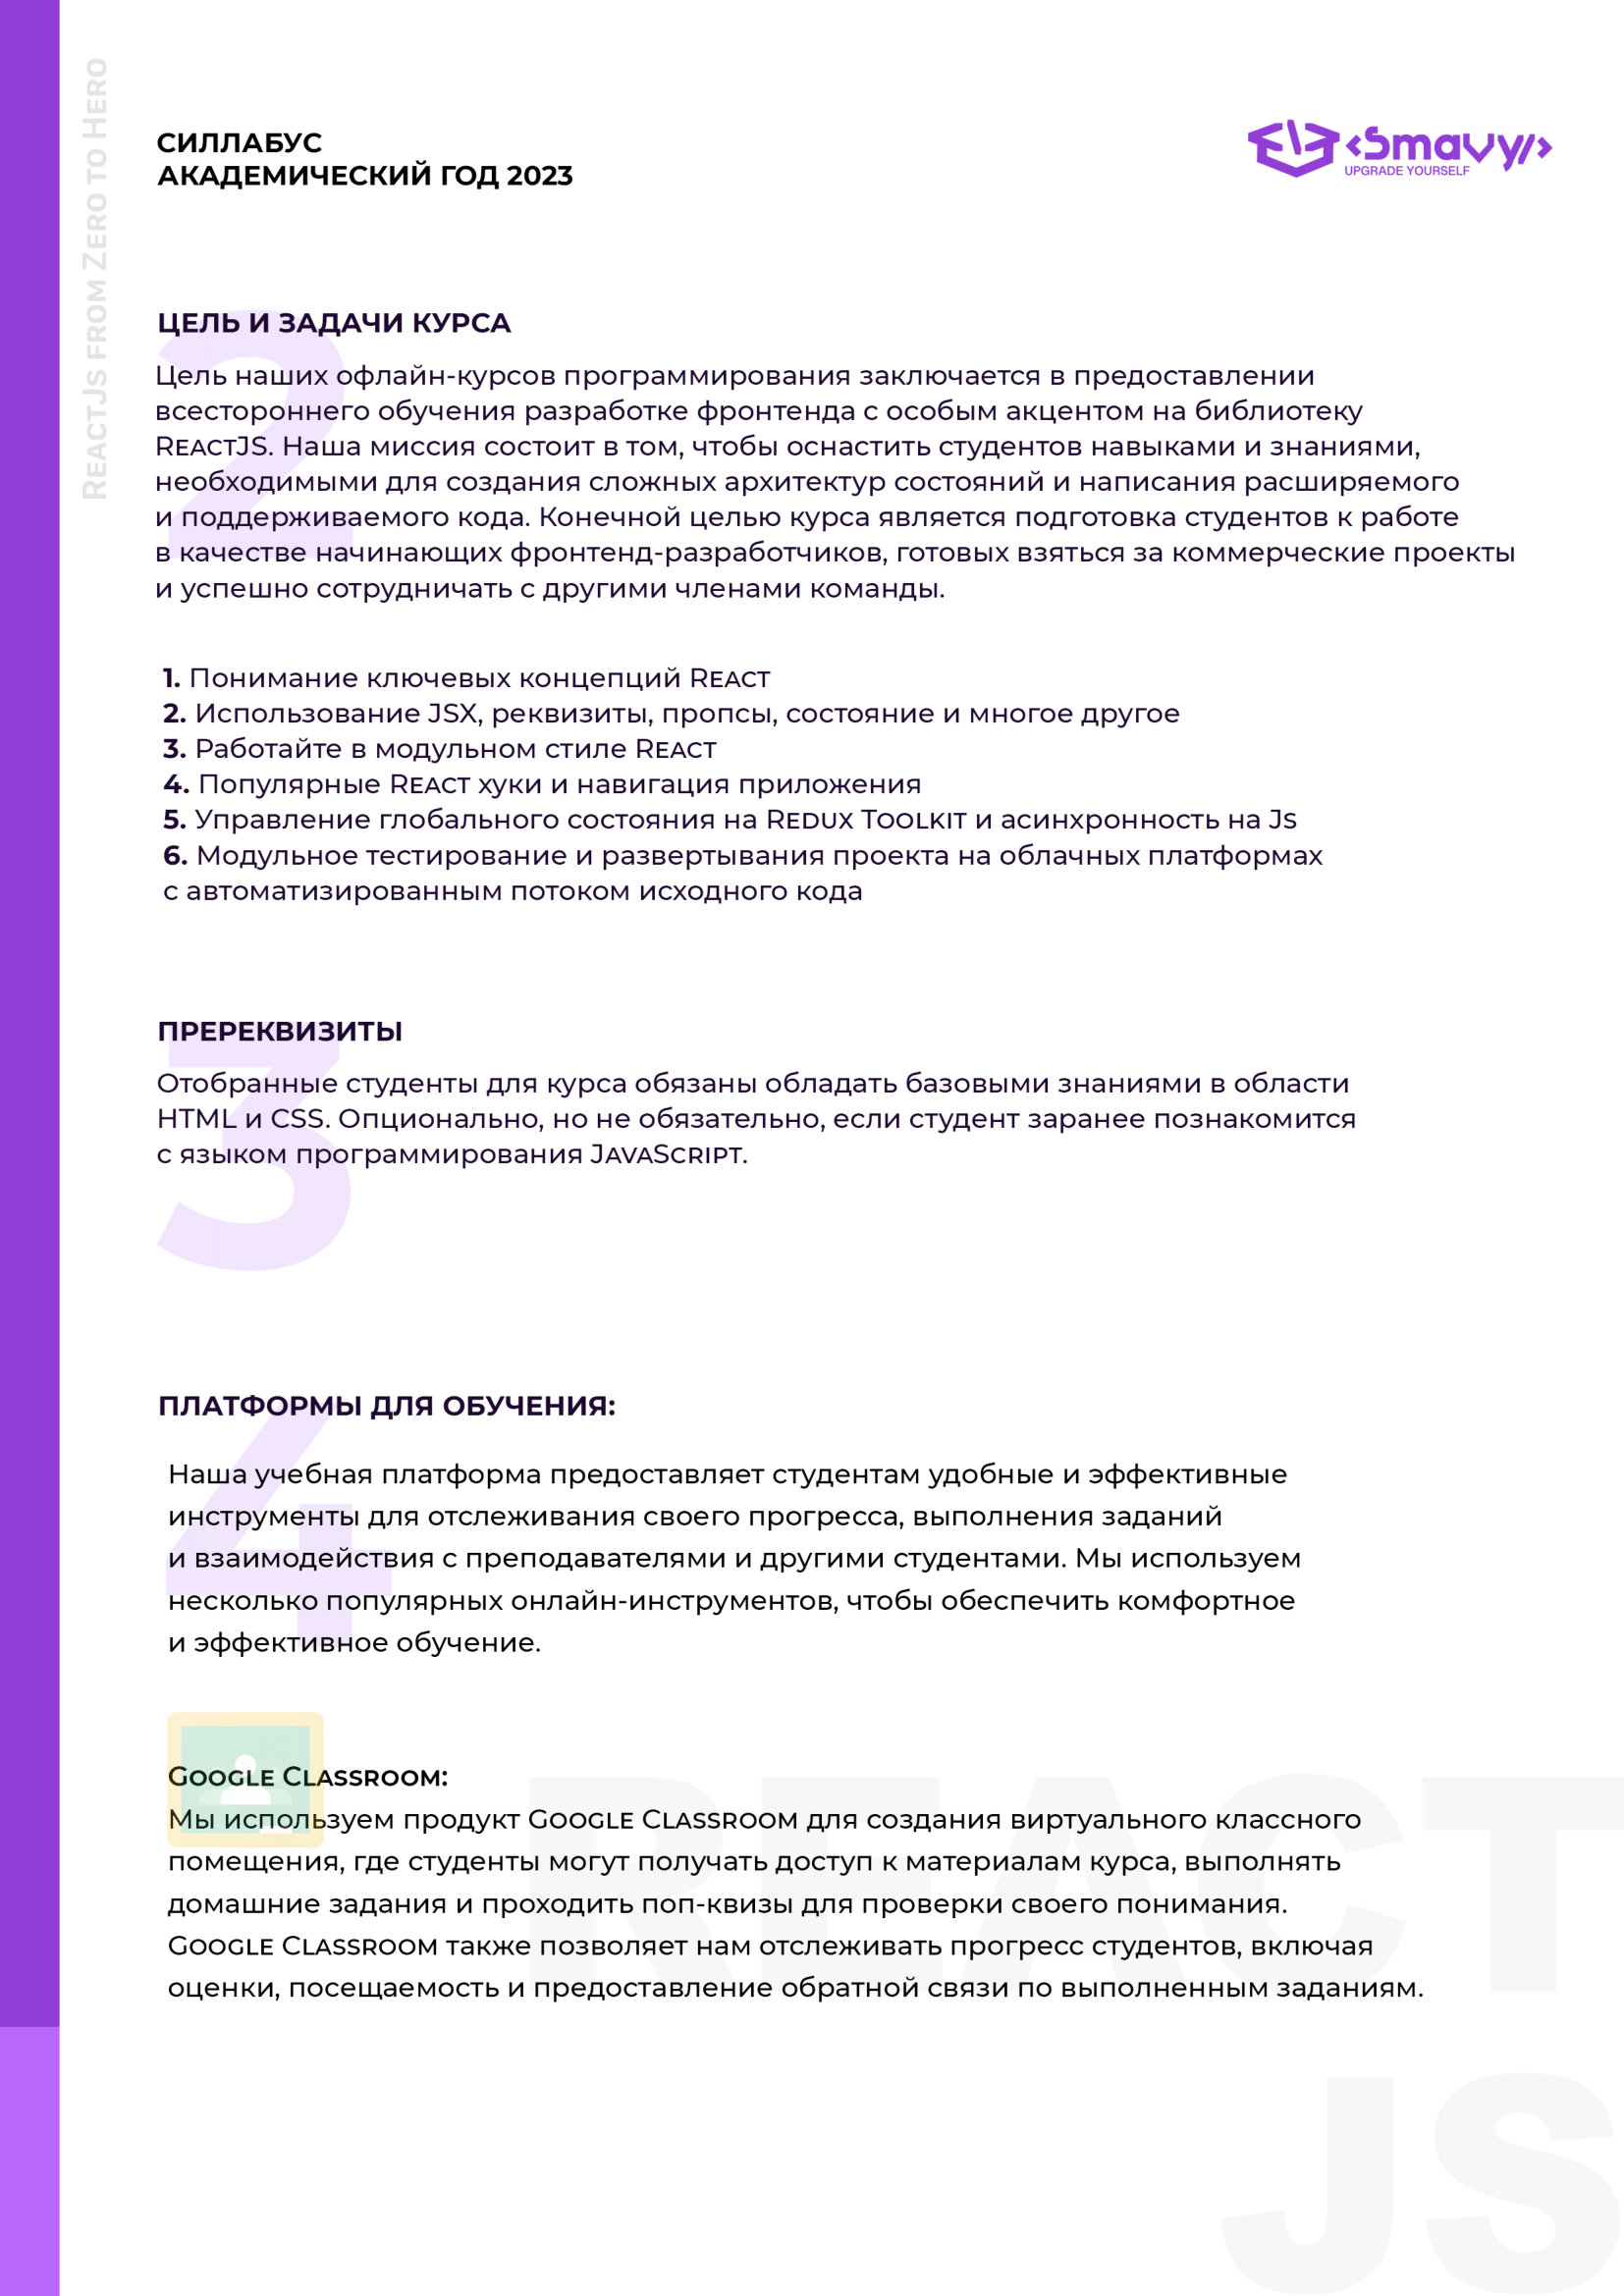 ReactJs from Zero to Hero
СИЛЛАБУС
АКАДЕМИЧЕСКИЙ ГОД 2023
<Smavy/>
UPGRADE YOURSELF
2
ЦЕЛЬ И ЗАДАЧИ КУРСА
Цель наших офлайн-курсов программирования заключается в предоставлении
всестороннего обучения разработке фронтенда с особым акцентом на библиотеку
ReactJS. Наша миссия состоит в том, чтобы оснастить студентов навыками и знаниями,
необходимыми для создания сложных архитектур состояний и написания расширяемого
и поддерживаемого кода. Конечной целью курса является подготовка студентов к работе
в качестве начинающих фронтенд-разработчиков, готовых взяться за коммерческие проекты
и успешно сотрудничать с другими членами команды.
1. Понимание ключевых концепций React
2. Использование JSX, реквизиты, пропсы, состояние и многое другое
3. Работайте в модульном стиле React
4. Популярные React хуки и навигация приложения
5. Управление глобального состояния на Redux Toolkit и асинхронность на Js
6. Модульное тестирование и развертывания проекта на облачных платформах
с автоматизированным потоком исходного кода
3
ПРЕРЕКВИЗИТЫ
Отобранные студенты для курса обязаны обладать базовыми знаниями в области
HTML и CSS. Опционально, но не обязательно, если студент заранее познакомится
с языком программирования JavaScript.
4
ПЛАТФОРМЫ ДЛЯ ОБУЧЕНИЯ:
Наша учебная платформа предоставляет студентам удобные и эффективные
инструменты для отслеживания своего прогресса, выполнения заданий
и взаимодействия с преподавателями и другими студентами. Мы используем
несколько популярных онлайн-инструментов, чтобы обеспечить комфортное
и эффективное обучение.
Google Classroom:
Мы используем продукт Google Classroom для создания виртуального классного
помещения, где студенты могут получать доступ к материалам курса, выполнять
домашние задания и проходить поп-квизы для проверки своего понимания.
Google Classroom также позволяет нам отслеживать прогресс студентов, включая
оценки, посещаемость и предоставление обратной связи по выполненным заданиям.
REACT
JS